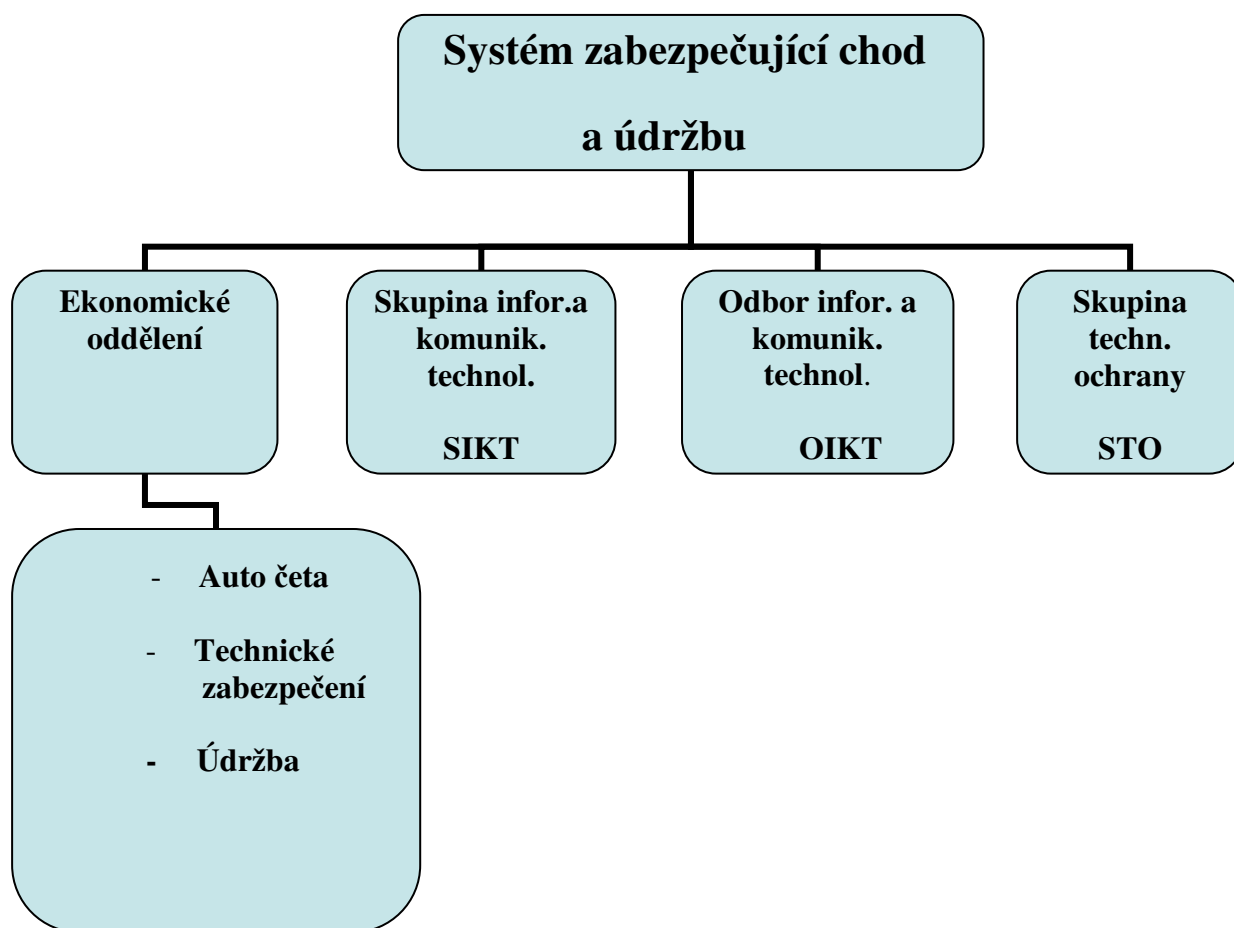 Systém zabezpečující chod
a údržbu
Ekonomické
oddělení
Skupina infor.a
komunik.
technol.
SIKT
Odbor infor. a
komunik.
technol.
OIKT
Skupina
techn.
ochrany
STO
- Auto četa
- Technické
zabezpečení
- Údržba